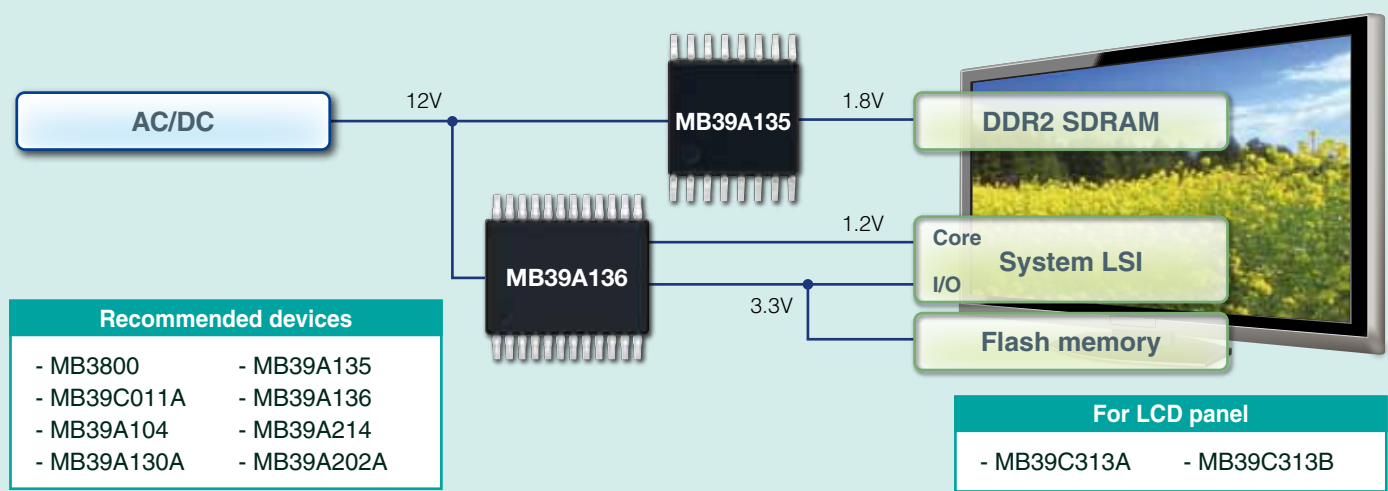 12V
1.8V
AC/DC
MB39A135
DDR2 SDRAM
1.2V
Core
System LSI
MB39A136
I/O
3.3V
Flash memory
Recommended devices
- MB3800 - MB39A135
- MB39C011A - MB39A136
- MB39A104 - MB39A214
- MB39A130A - MB39A202A
For LCD panel
- MB39C313A - MB39C313B